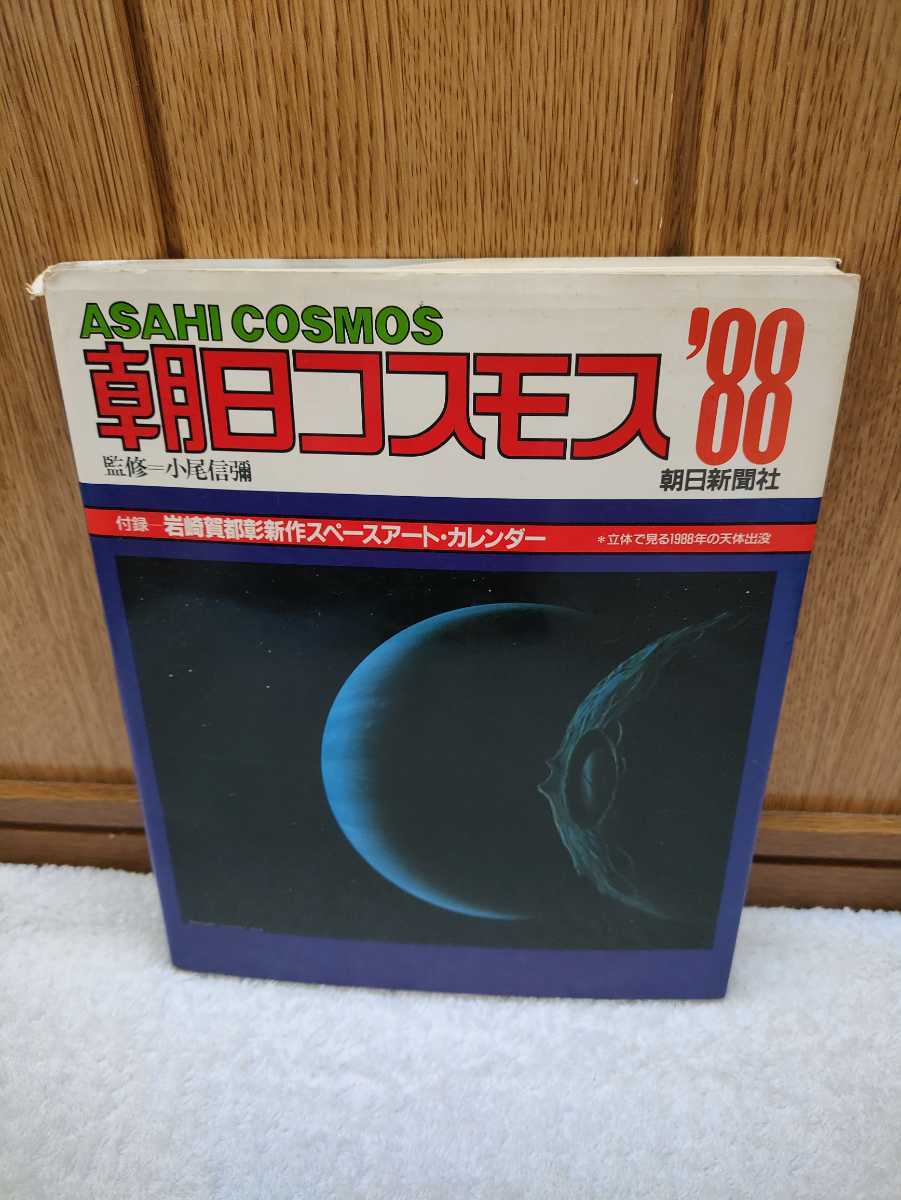 ASAHI COSMOS
朝日コスモス '88
監修=小尾信彌
朝日新聞社
付録―岩崎賀都彰新作スペースアート・カレンダー
*立体で見る1988年の天体出没